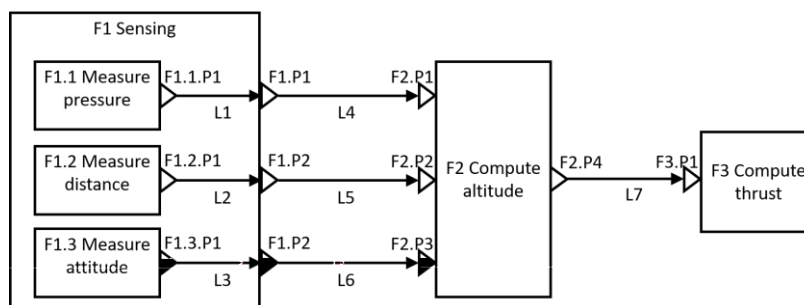 F1 Sensing
F1.1 Measure
pressure
F1.1.P1
L1
F1.P1
L4
F2.P1
F1.2 Measure
distance
F1.2.P1
L2
F1.P2
L5
F2.P2
F1.3 Measure
attitude
F1.3.P1
L3
F1.P2
L6
F2.P3
F2 Compute
altitude
F2.P4
L7
F3.P1
F3 Compute
thrust